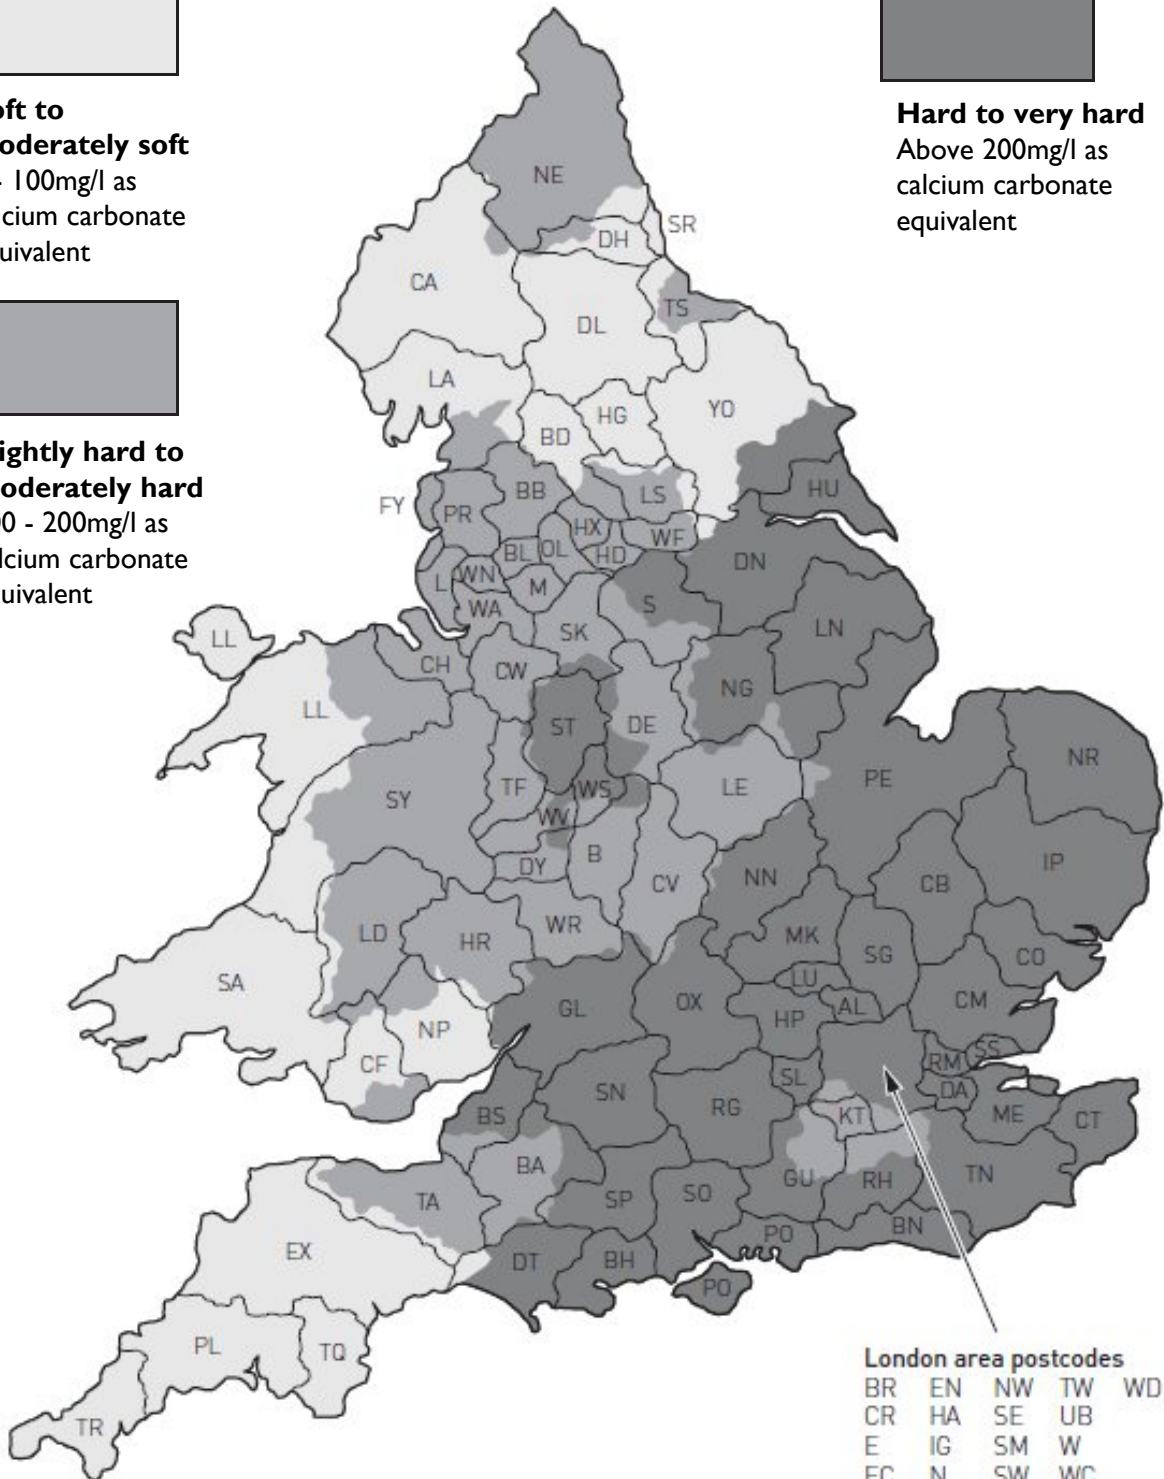 oft to
oderately soft
- 100mg/l as
lcium carbonate
uivalent
Hard to very hard
Above 200mg/l as
calcium carbonate
equivalent
ightly hard to
oderately hard
00 - 200mg/l as
lcium carbonate
uivalent
NE
SR
DH
CA
TS
DL
LA
YO
HG
BD
HU
BB
LS
FY
PR
HX
WF
BL
OL
HD
DN
WN
L
M
WA
S
SK
LN
LL
CH
CW
NG
LL
ST
DE
NR
SY
TF
WS
LE
PE
WV
DY
B
CV
NN
CB
IP
LD
HR
WR
MK
SG
CO
SA
LU
GL
OX
HP
AL
CM
NP
CF
RM
SS
SL
DA
SN
RG
BS
KT
ME
CT
BA
GU
RH
TN
TA
SP
SO
BN
EX
DT
BH
PO
PO
PL
TQ
TR
London area postcodes
BR EN NW TW WD
CR HA SE UB
E IG SM W
EC N SW WC